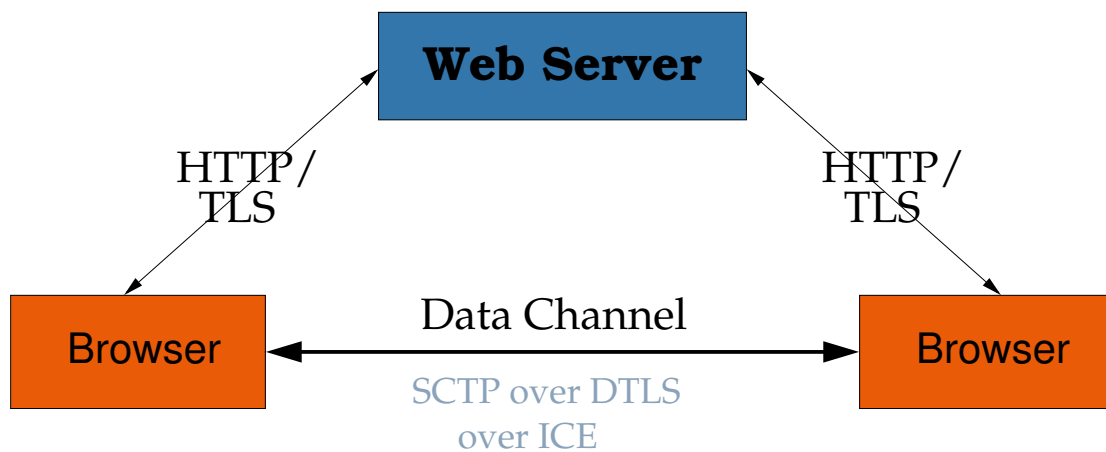 Web Server
HTTP/
TLS
HTTP/
TLS
Browser
Data Channel
Browser
SCTP over DTLS
over ICE